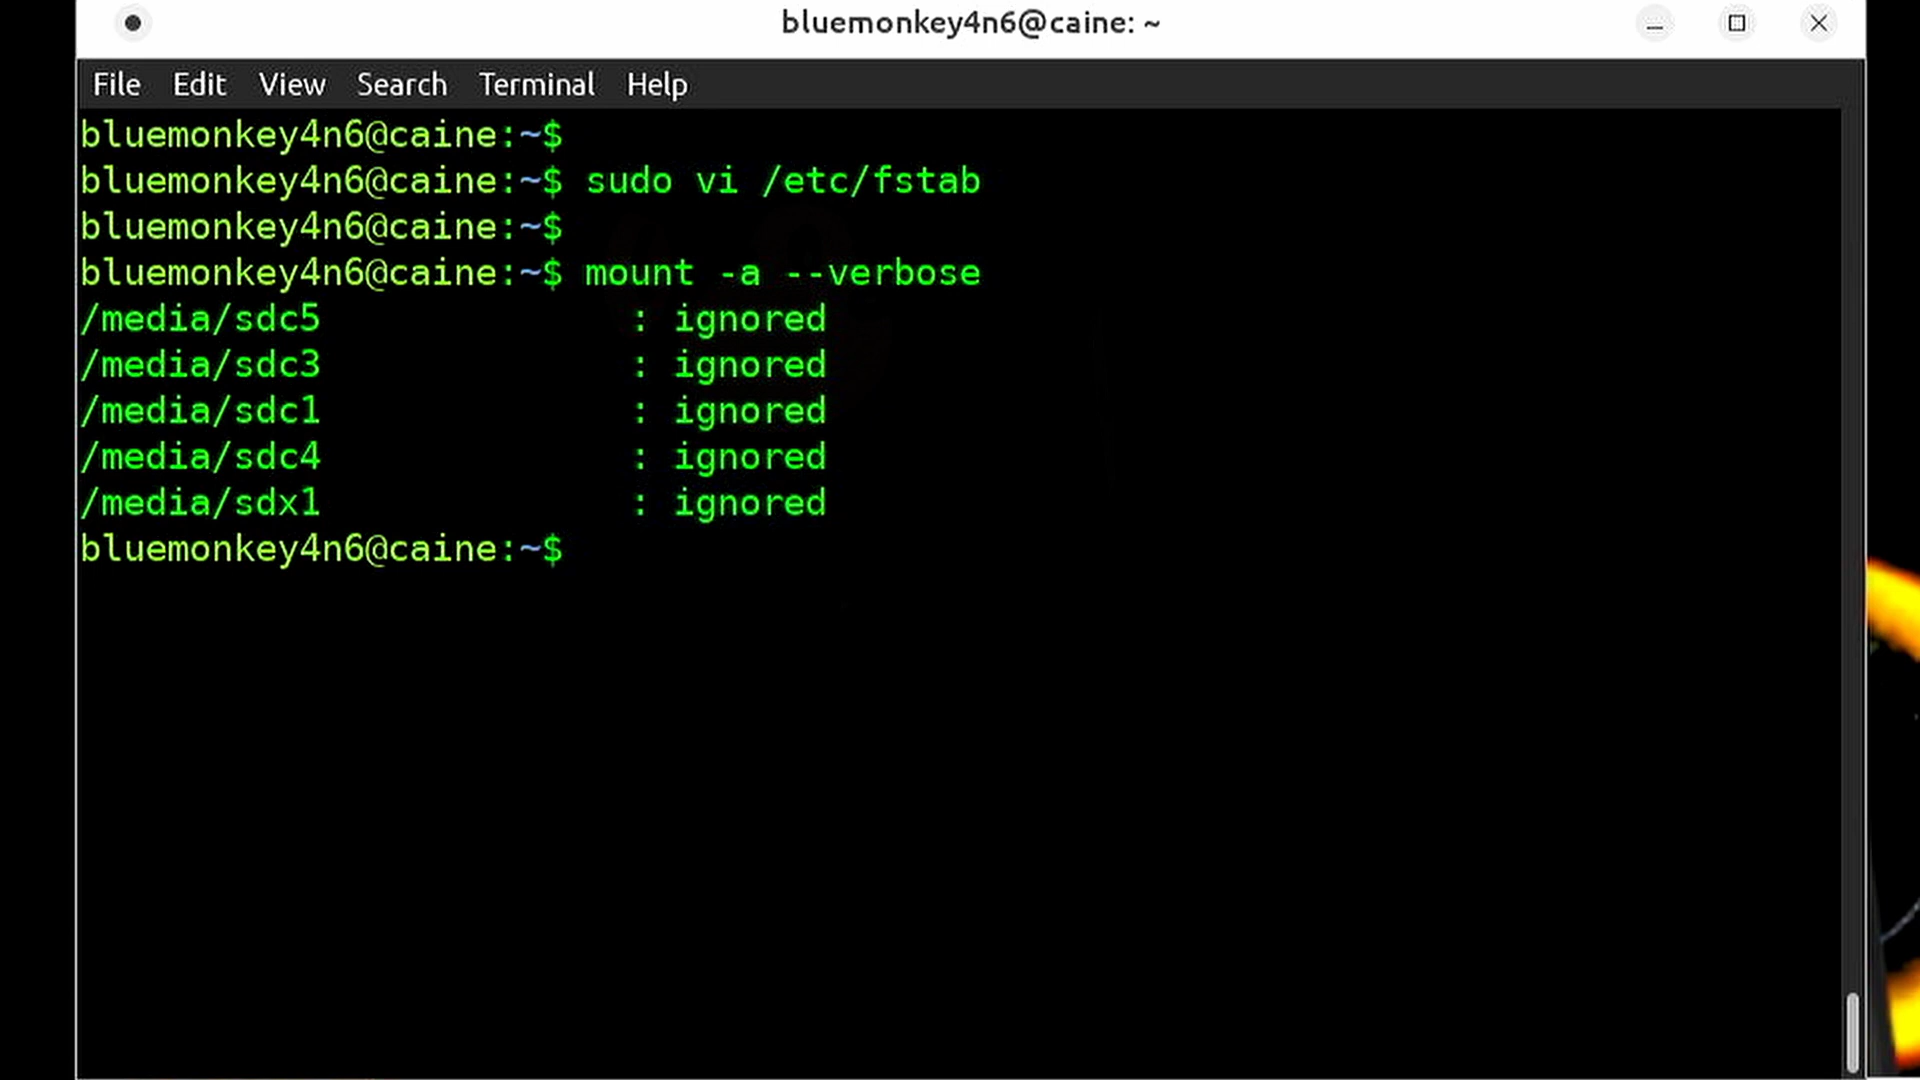 bluemonkey4n6@caine: ~
File Edit View Search Terminal Help
bluemonkey4n6@caine:~$
bluemonkey4n6@caine:~$ sudo vi /etc/fstab
bluemonkey4n6@caine:~$
bluemonkey4n6@caine:~$ mount -a --verbose
/media/sdc5 : ignored
/media/sdc3 : ignored
/media/sdc1 : ignored
/media/sdc4 : ignored
/media/sdx1 : ignored
bluemonkey4n6@caine:~$